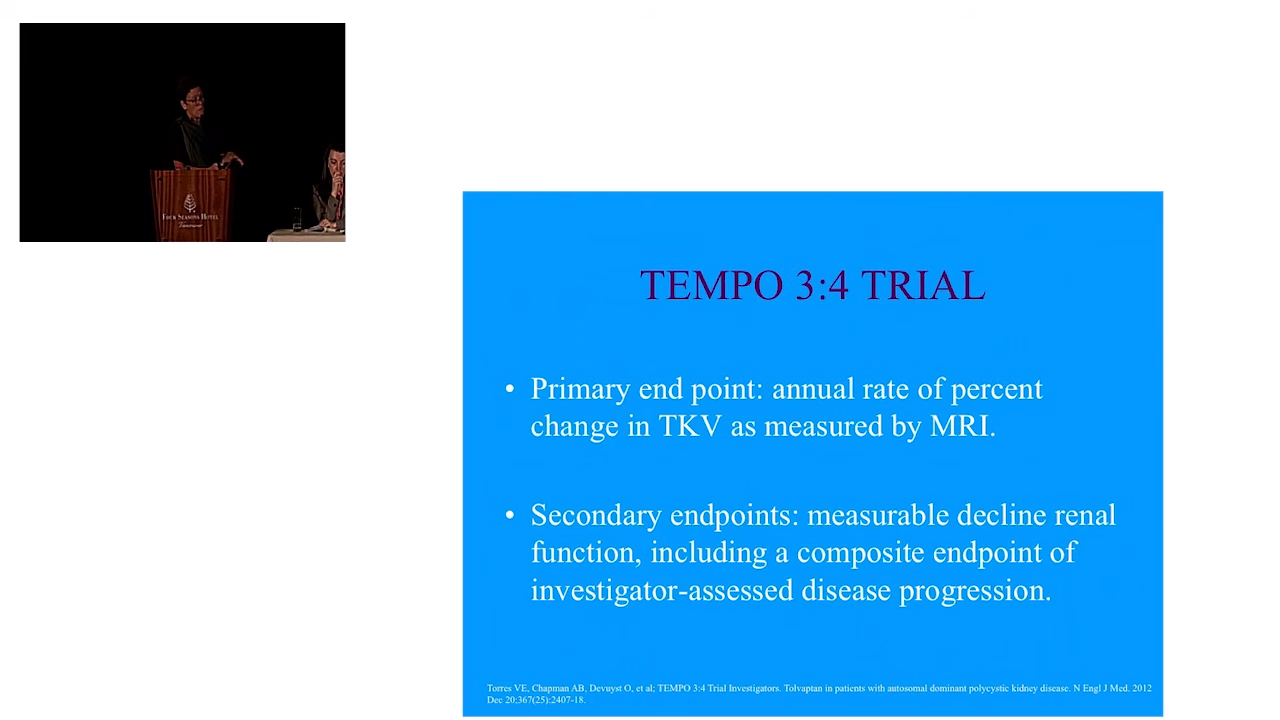 FOUR SEASONS HOTEL
Vancouver
TEMPO 3:4 TRIAL
• Primary end point: annual rate of percent
change in TKV as measured by MRI.
• Secondary endpoints: measurable decline renal
function, including a composite endpoint of
investigator-assessed disease progression.
Torres VE, Chapman AB, Devuyst O, et al; TEMPO 3:4 Trial Investigators. Tolvaptan in patients with autosomal dominant polycystic kidney disease. N Engl J Med. 2012
Dec 20;367(25):2407-18.